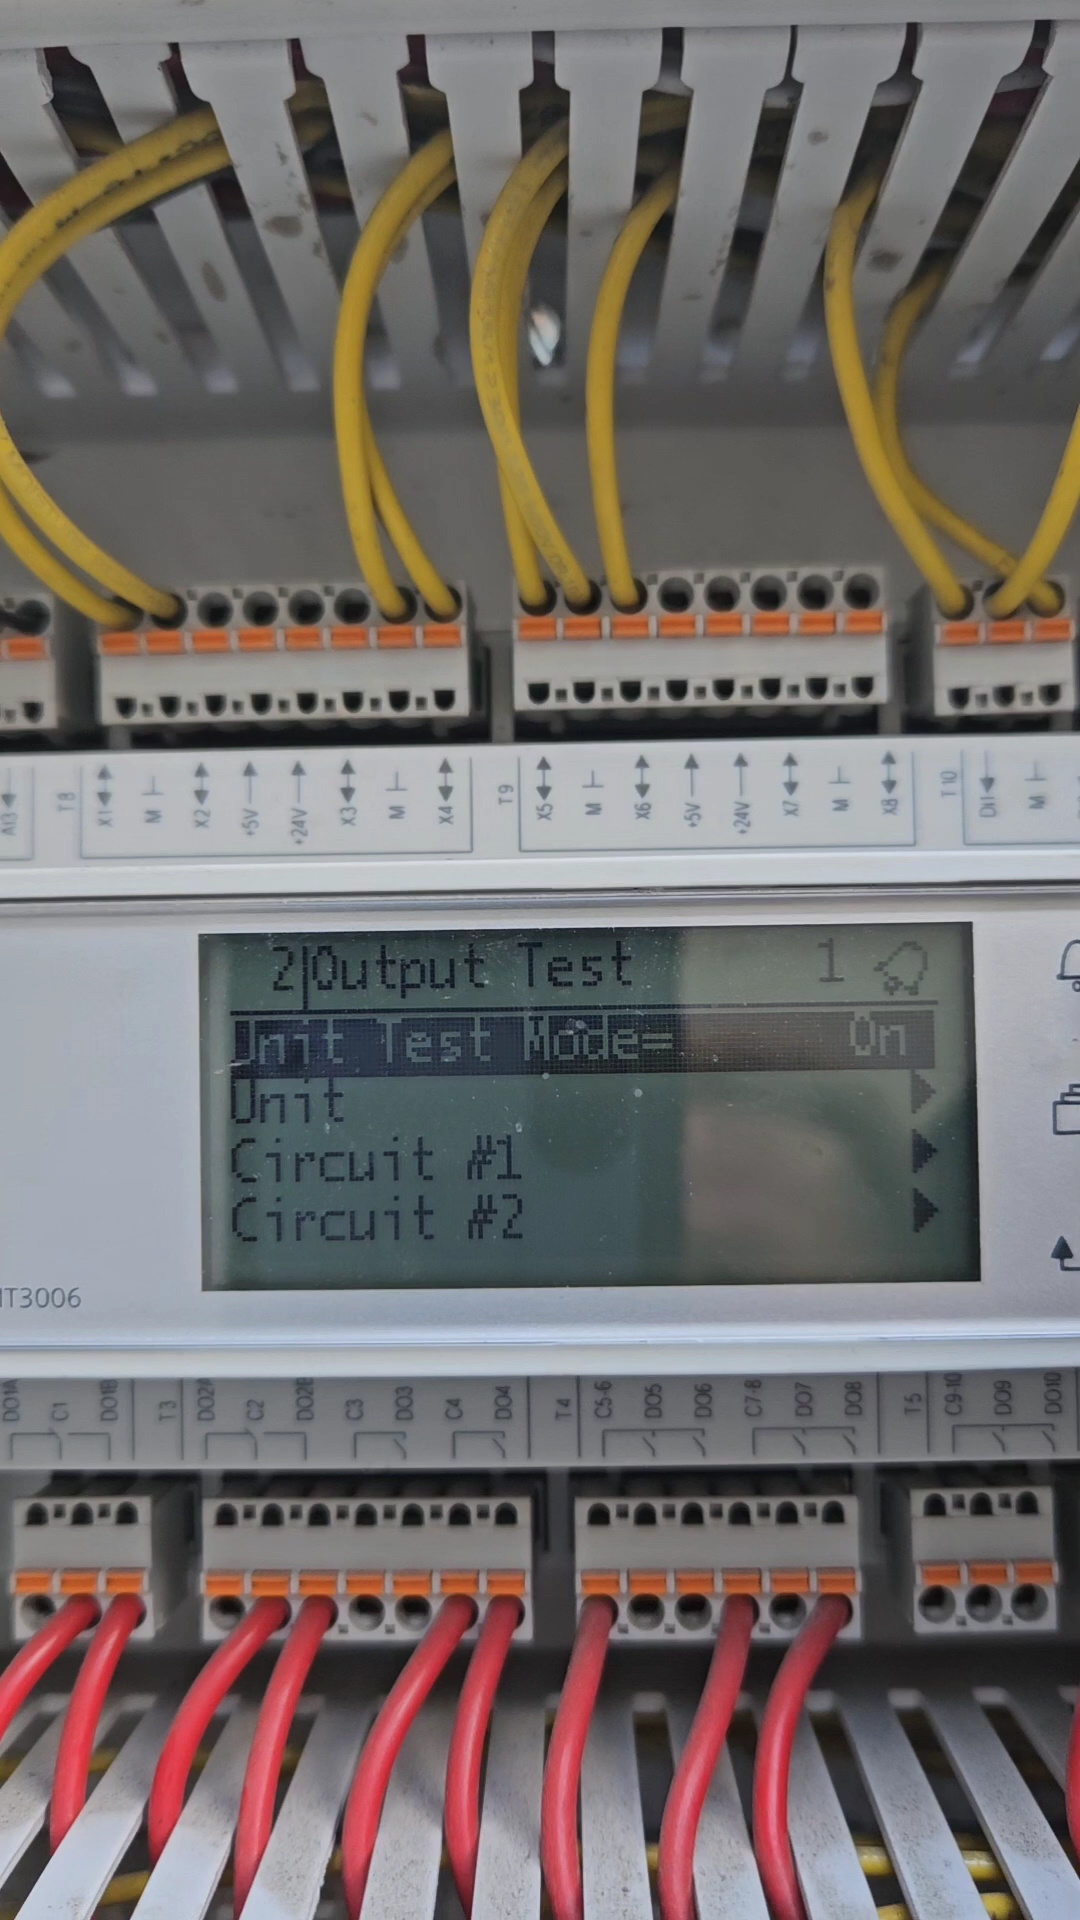 AI3 T8 X1 M X2 +5V +24V X3 M X4 T9 X5 M X6 +5V +24V X7 M X8 T10 DI1 M
2 Output Test 1
Unit Test Mode= On
Unit
Circuit #1
Circuit #2
T3006
DO1A C1 DO1B T3 DO2A C2 DO2B C3 DO3 C4 DO4 T4 C5-6 DO5 DO6 C7-8 DO7 DO8 T5 C9-10 DO9 DO10